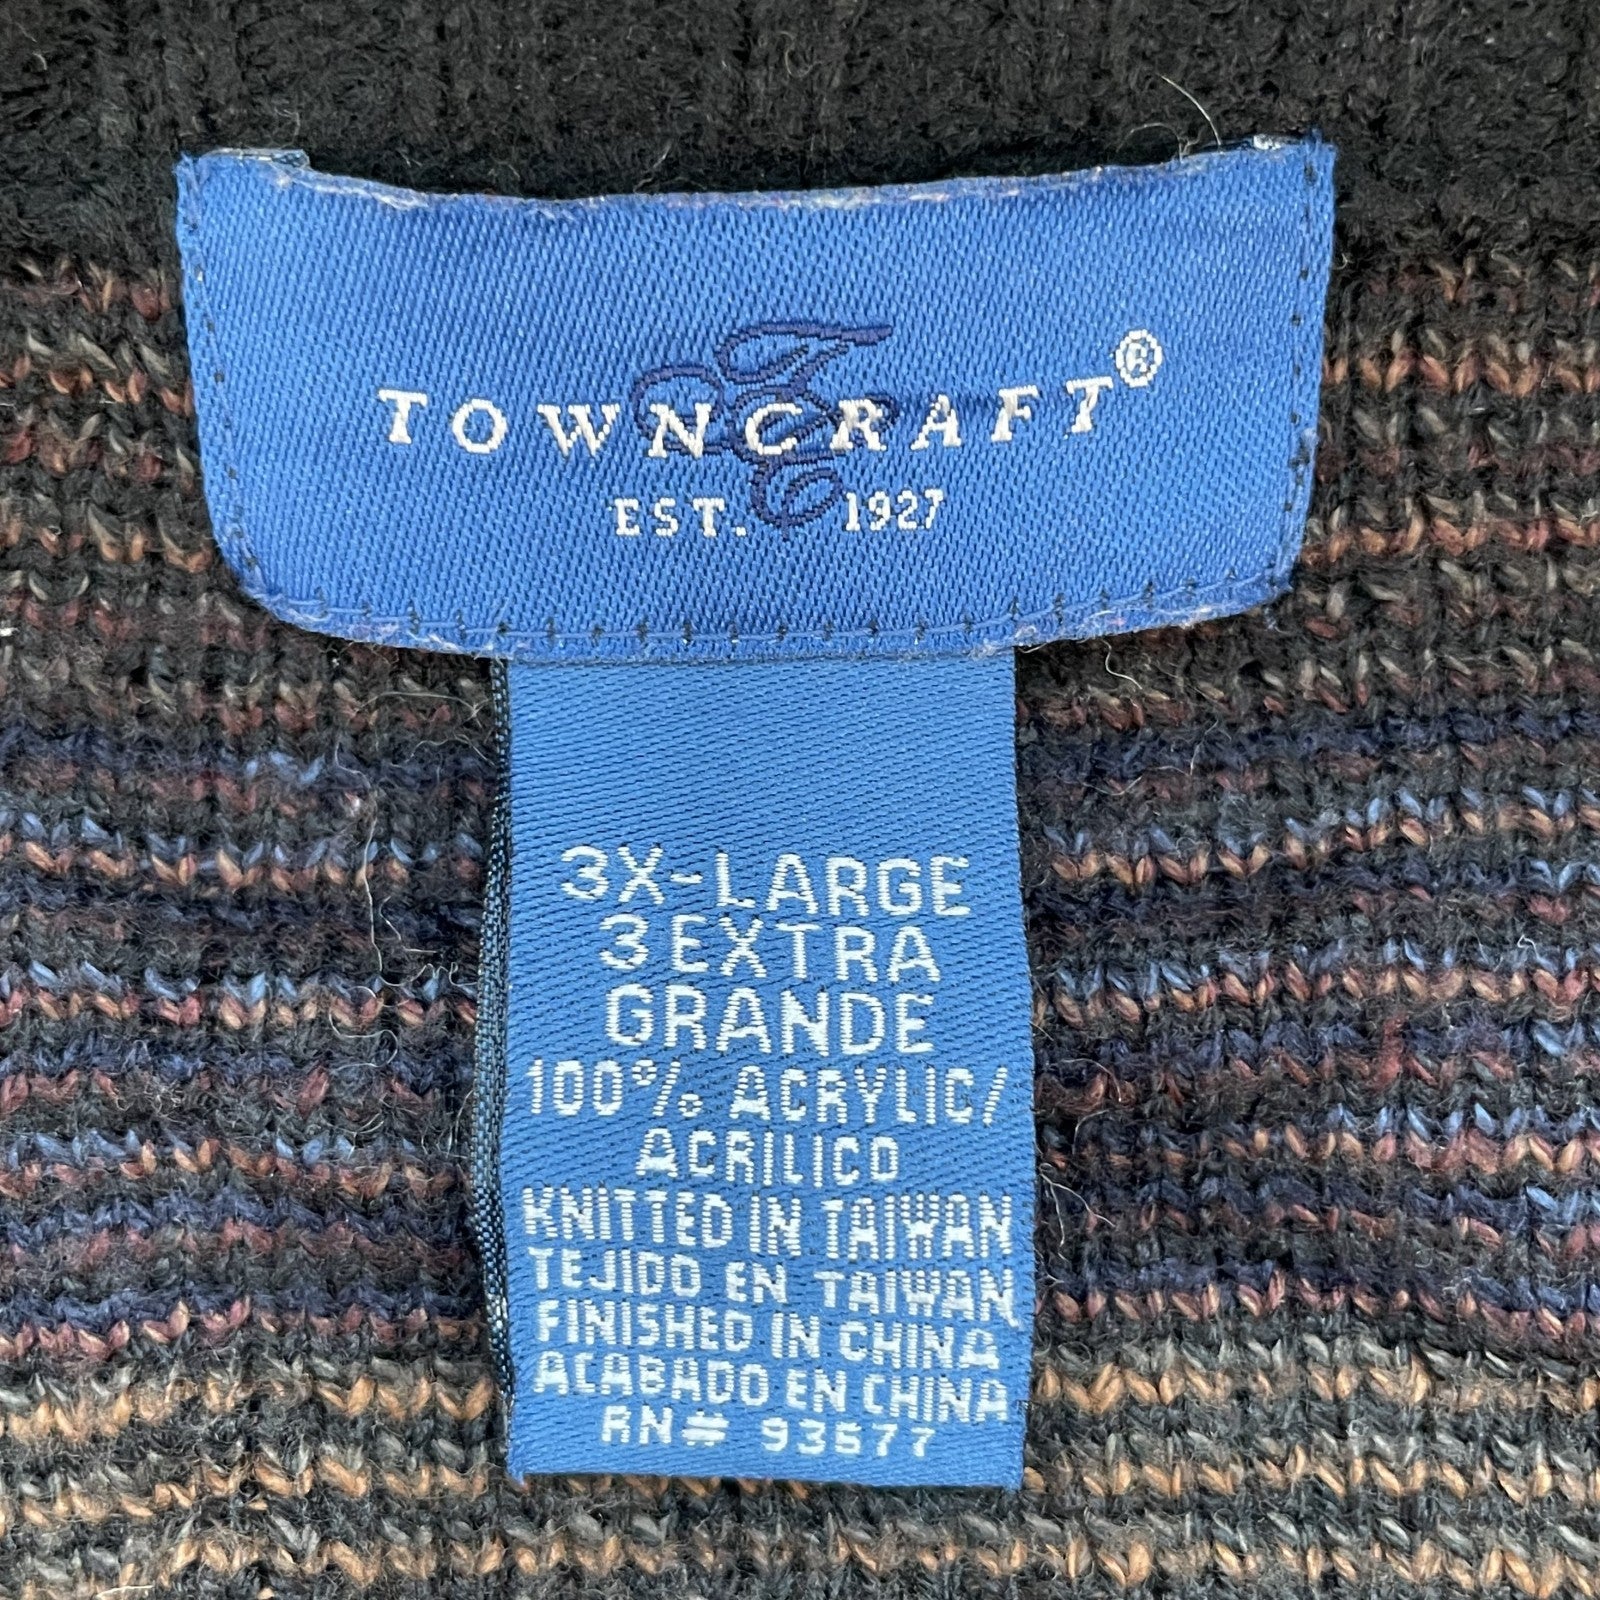 TOWNCRAFT®
EST. 1927
3X-LARGE
3 EXTRA
GRANDE
100% ACRYLIC/
ACRILICO
KNITTED IN TAIWAN
TEJIDO EN TAIWAN
FINISHED IN CHINA
ACABADO EN CHINA
RN# 93677